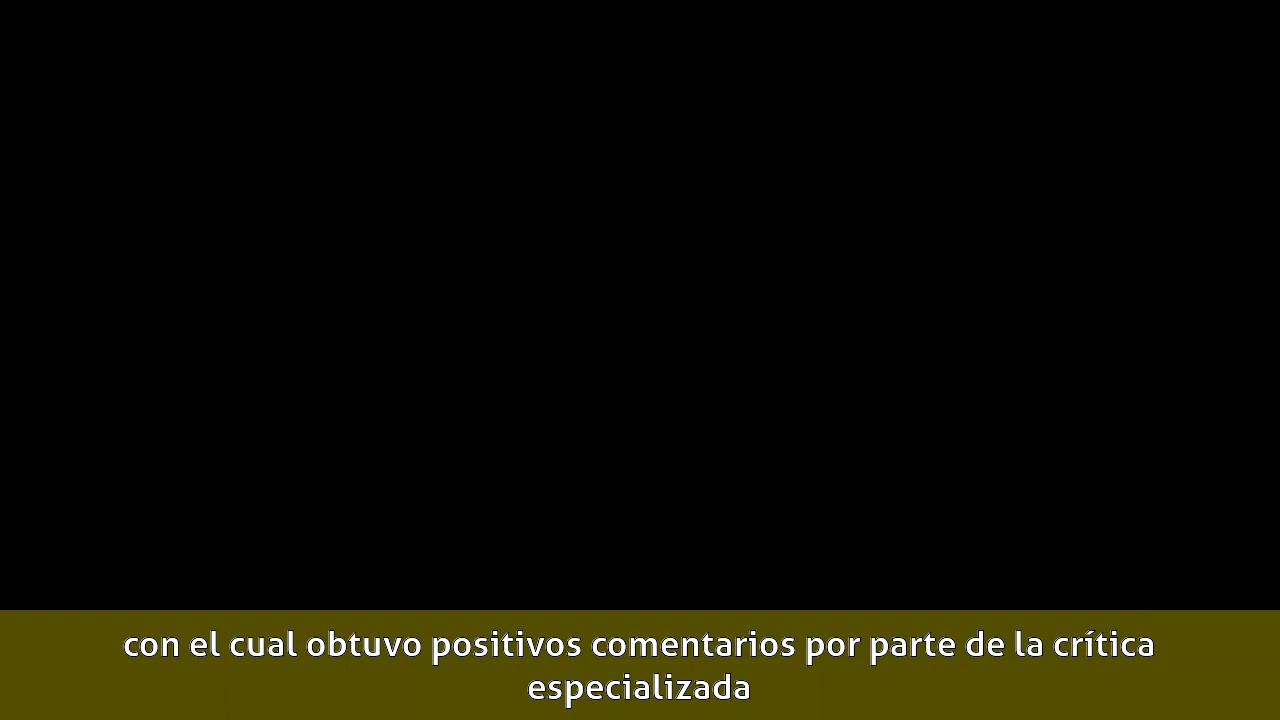 con el cual obtuvo positivos comentarios por parte de la crítica
especializada